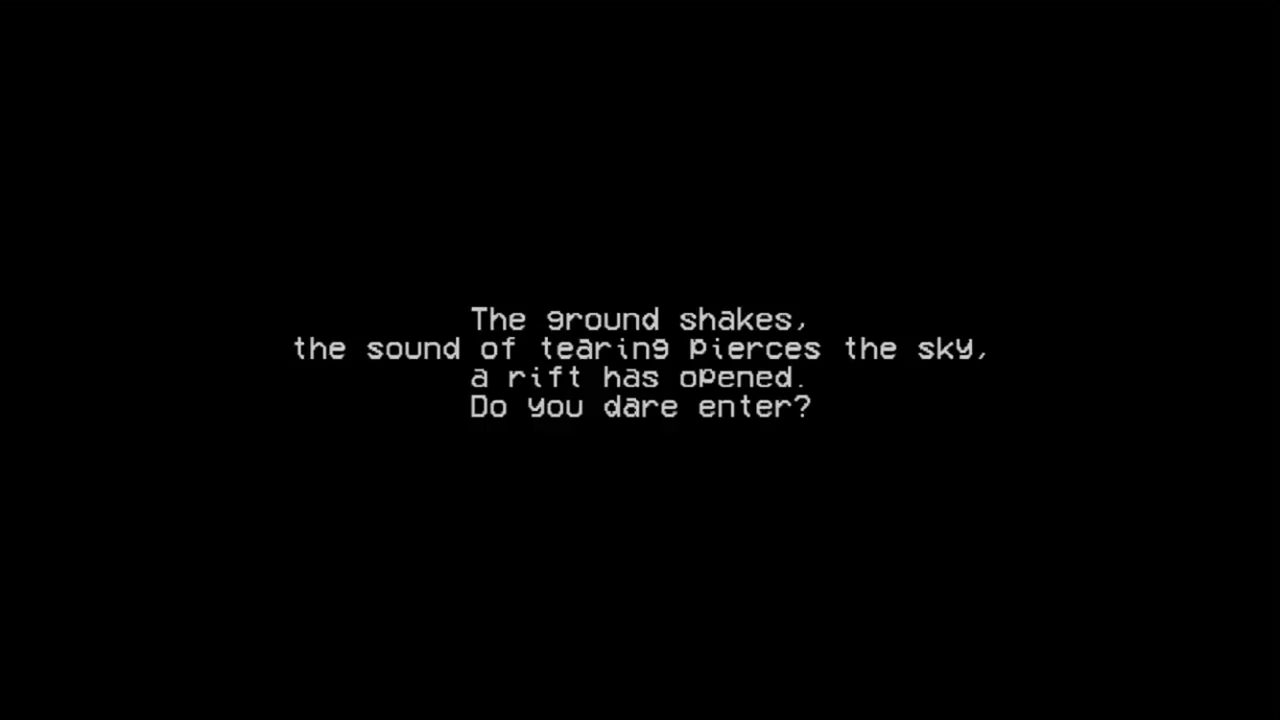 The ground shakes,
the sound of tearing pierces the sky,
a rift has opened.
Do you dare enter?